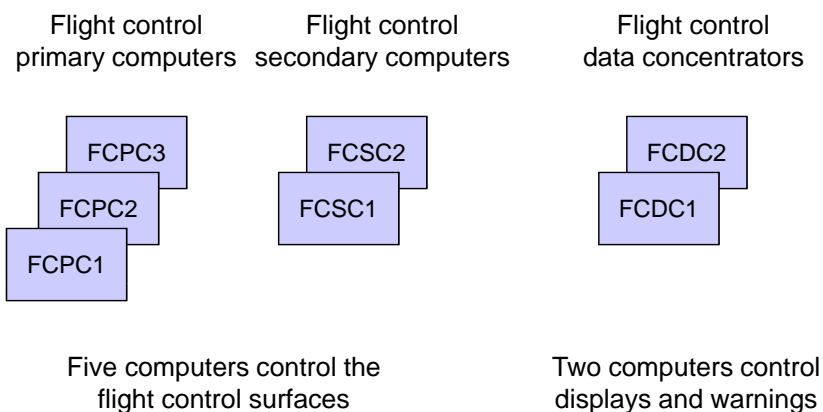 Flight control
primary computers
Flight control
secondary computers
Flight control
data concentrators
FCPC3
FCPC2
FCPC1
FCSC2
FCSC1
FCDC2
FCDC1
Five computers control the
flight control surfaces
Two computers control
displays and warnings